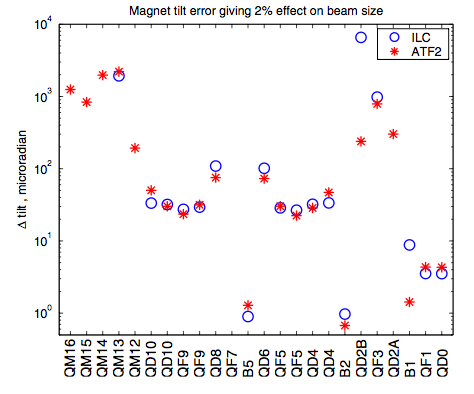 Magnet tilt error giving 2% effect on beam size
10^4
10^3
10^2
10^1
10^0
Δ tilt , microradian
ILC
ATF2
QM16
QM15
QM14
QM13
QM12
QD10
QD10
QF9
QF9
QD8
QF7
B5
QD6
QF5
QF5
QD4
QD4
B2
QD2B
QF3
QD2A
B1
QF1
QD0